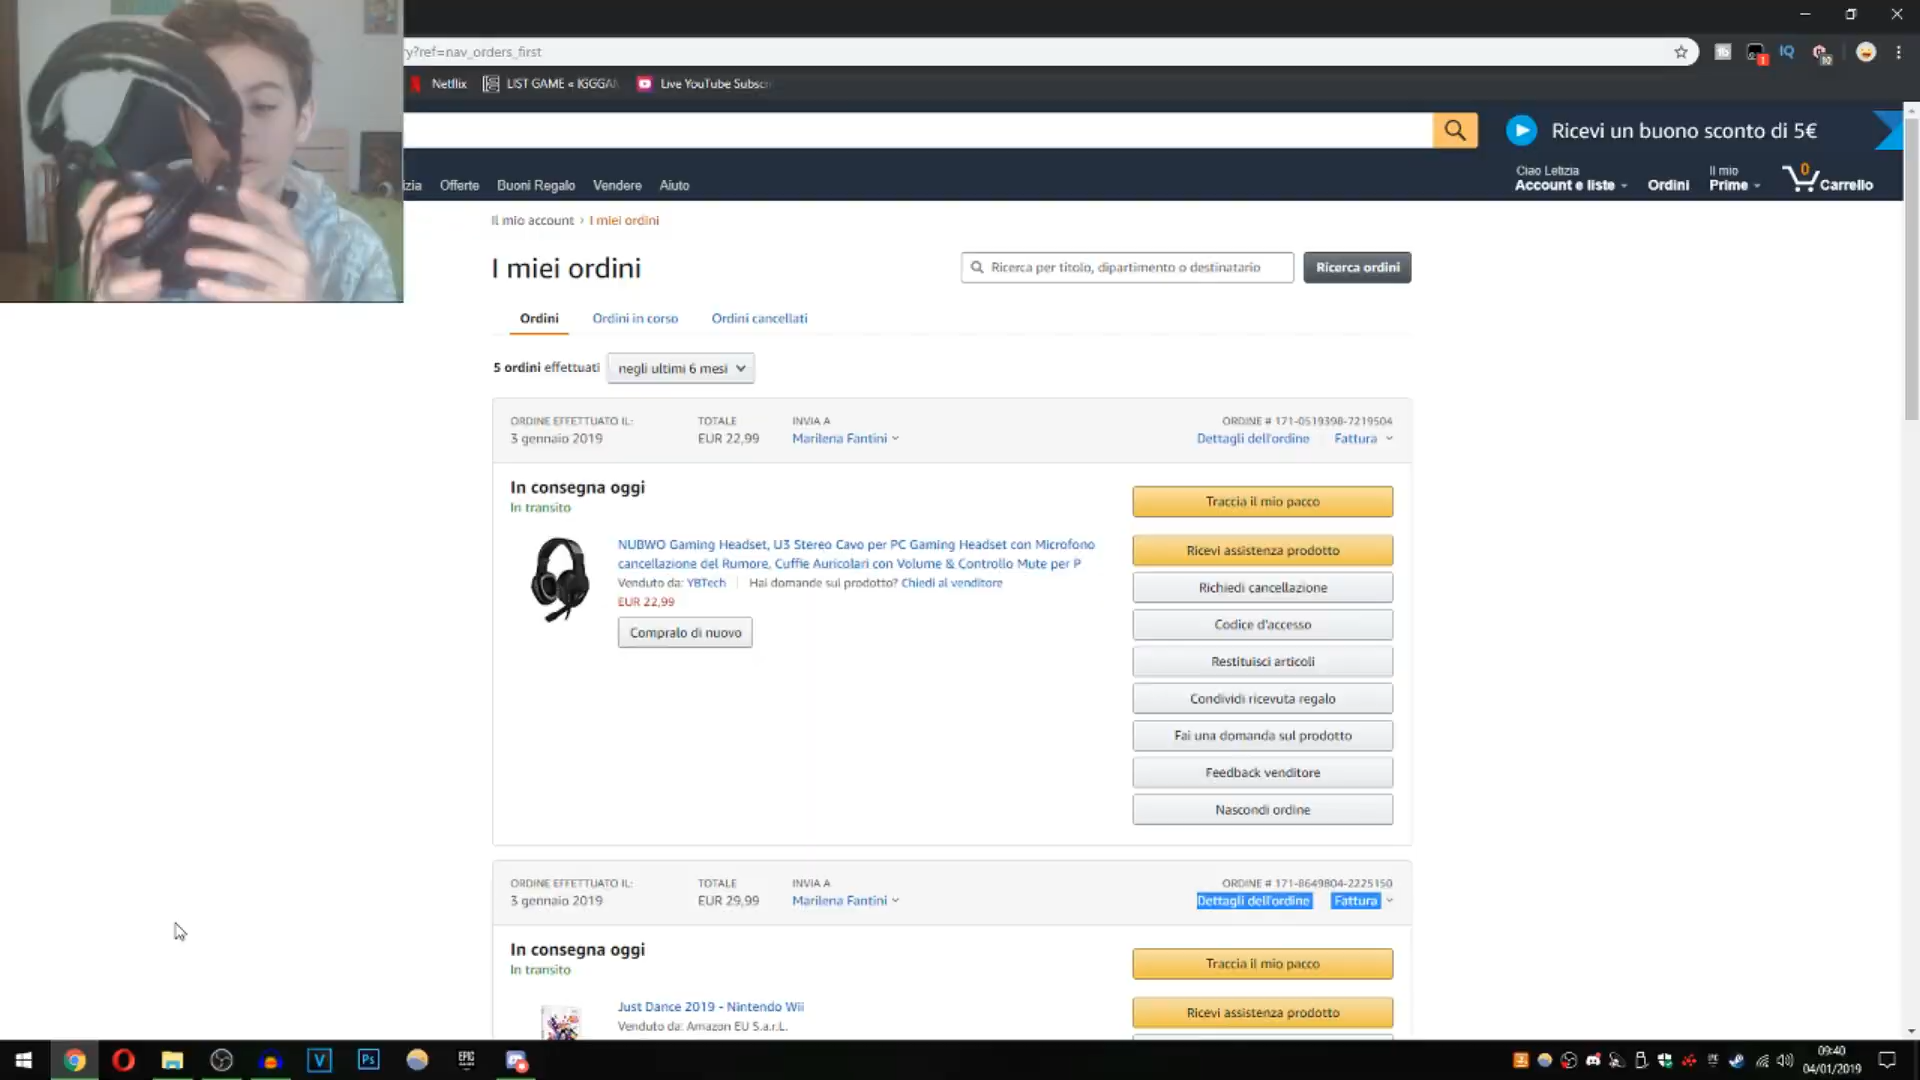 y?ref=nav_orders_first
Netflix
LIST GAME « IGGGAM
Live YouTube Subsc
Ricevi un buono sconto di 5€
zia Offerte Buoni Regalo Vendere Aiuto
Ciao Letizia
Account e liste
Ordini
Il mio
Prime
0
Carrello
Il mio account › I miei ordini
I miei ordini
Ricerca per titolo, dipartimento o destinatario
Ricerca ordini
Ordini Ordini in corso Ordini cancellati
5 ordini effettuati negli ultimi 6 mesi
ORDINE EFFETTUATO IL: TOTALE INVIA A ORDINE # 171-0519398-7219504
3 gennaio 2019 EUR 22,99 Marilena Fantini Dettagli dell'ordine Fattura
In consegna oggi
In transito
NUBWO Gaming Headset, U3 Stereo Cavo per PC Gaming Headset con Microfono
cancellazione del Rumore, Cuffie Auricolari con Volume & Controllo Mute per P
Venduto da: YBTech Hai domande sul prodotto? Chiedi al venditore
EUR 22,99
Compralo di nuovo
Traccia il mio pacco
Ricevi assistenza prodotto
Richiedi cancellazione
Codice d'accesso
Restituisci articoli
Condividi ricevuta regalo
Fai una domanda sul prodotto
Feedback venditore
Nascondi ordine
ORDINE EFFETTUATO IL: TOTALE INVIA A ORDINE # 171-8649804-2225150
3 gennaio 2019 EUR 29,99 Marilena Fantini Dettagli dell'ordine Fattura
In consegna oggi
In transito
Just Dance 2019 - Nintendo Wii
Venduto da: Amazon EU S.a.r.L.
Traccia il mio pacco
Ricevi assistenza prodotto
V
Ps
EPIC
09:40
04/01/2019